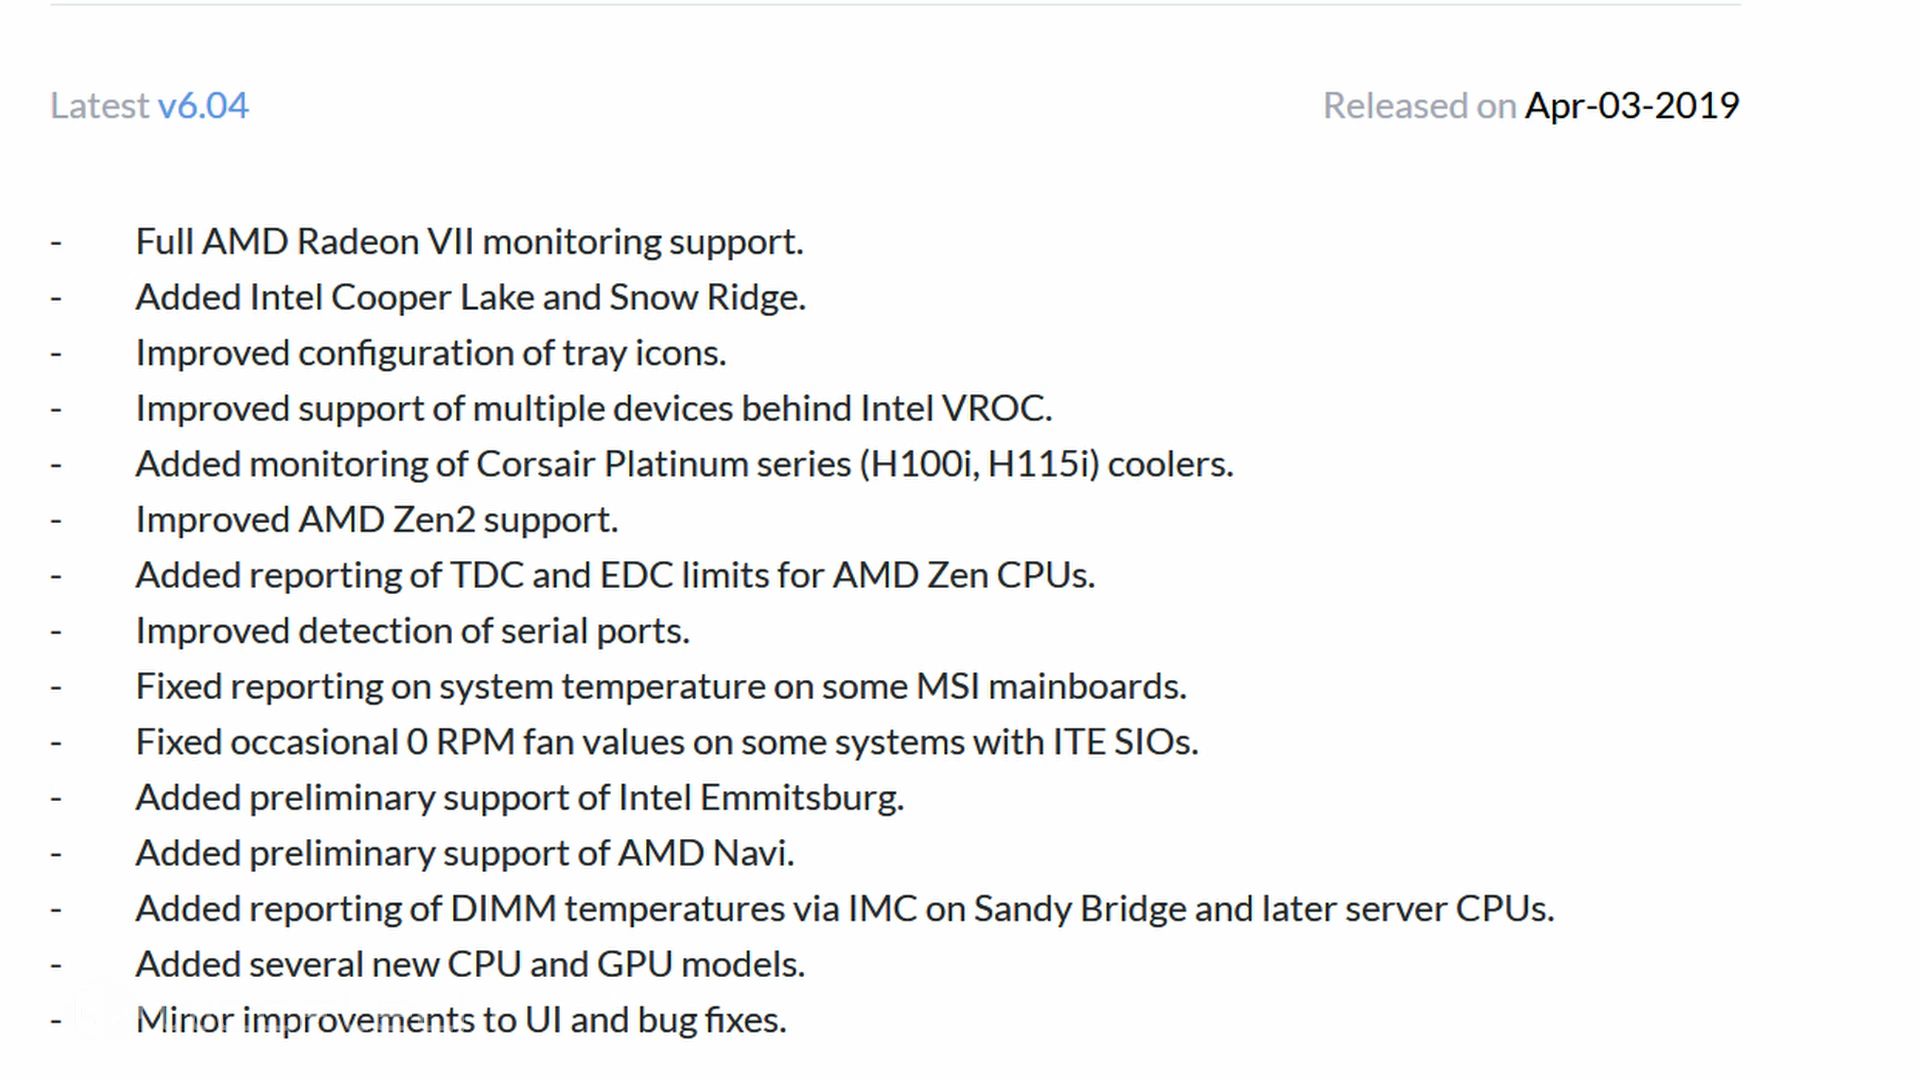 Latest v6.04 Released on Apr-03-2019
- Full AMD Radeon VII monitoring support.
- Added Intel Cooper Lake and Snow Ridge.
- Improved configuration of tray icons.
- Improved support of multiple devices behind Intel VROC.
- Added monitoring of Corsair Platinum series (H100i, H115i) coolers.
- Improved AMD Zen2 support.
- Added reporting of TDC and EDC limits for AMD Zen CPUs.
- Improved detection of serial ports.
- Fixed reporting on system temperature on some MSI mainboards.
- Fixed occasional 0 RPM fan values on some systems with ITE SIOs.
- Added preliminary support of Intel Emmitsburg.
- Added preliminary support of AMD Navi.
- Added reporting of DIMM temperatures via IMC on Sandy Bridge and later server CPUs.
- Added several new CPU and GPU models.
- Minor improvements to UI and bug fixes.